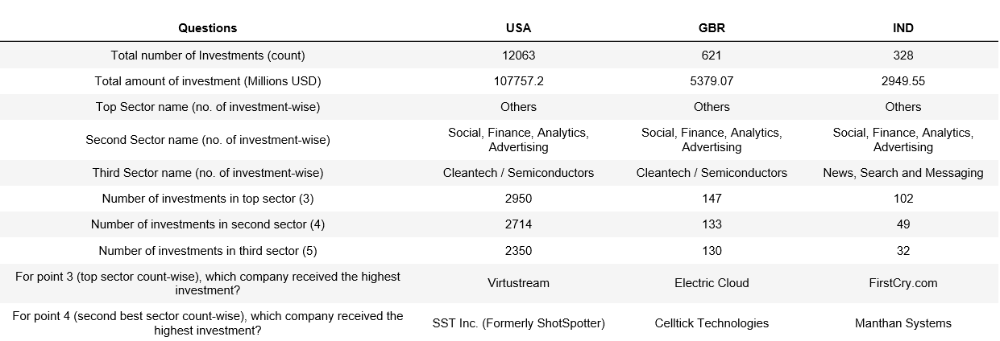 Questions USA GBR IND
Total number of Investments (count) 12063 621 328
Total amount of investment (Millions USD) 107757.2 5379.07 2949.55
Top Sector name (no. of investment-wise) Others Others Others
Second Sector name (no. of investment-wise) Social, Finance, Analytics, Advertising Social, Finance, Analytics, Advertising Social, Finance, Analytics, Advertising
Third Sector name (no. of investment-wise) Cleantech / Semiconductors Cleantech / Semiconductors News, Search and Messaging
Number of investments in top sector (3) 2950 147 102
Number of investments in second sector (4) 2714 133 49
Number of investments in third sector (5) 2350 130 32
For point 3 (top sector count-wise), which company received the highest investment? Virtustream Electric Cloud FirstCry.com
For point 4 (second best sector count-wise), which company received the highest investment? SST Inc. (Formerly ShotSpotter) Celltick Technologies Manthan Systems